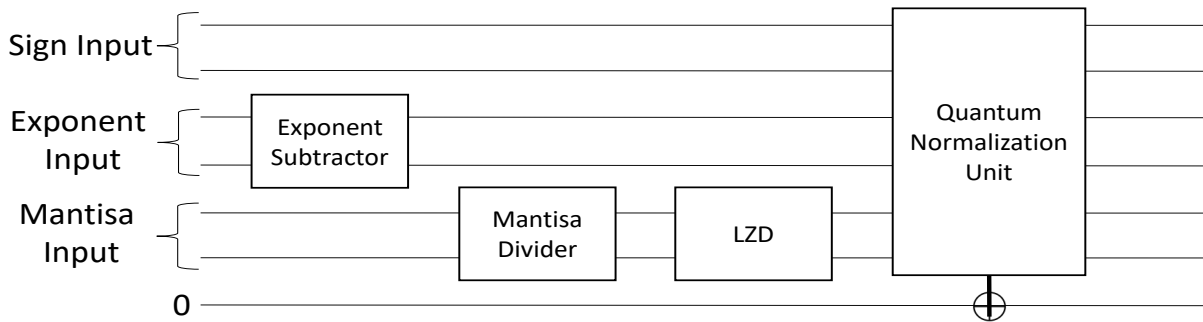 Sign Input
Exponent
Input
Mantisa
Input
0
Exponent
Subtractor
Mantisa
Divider
LZD
Quantum
Normalization
Unit